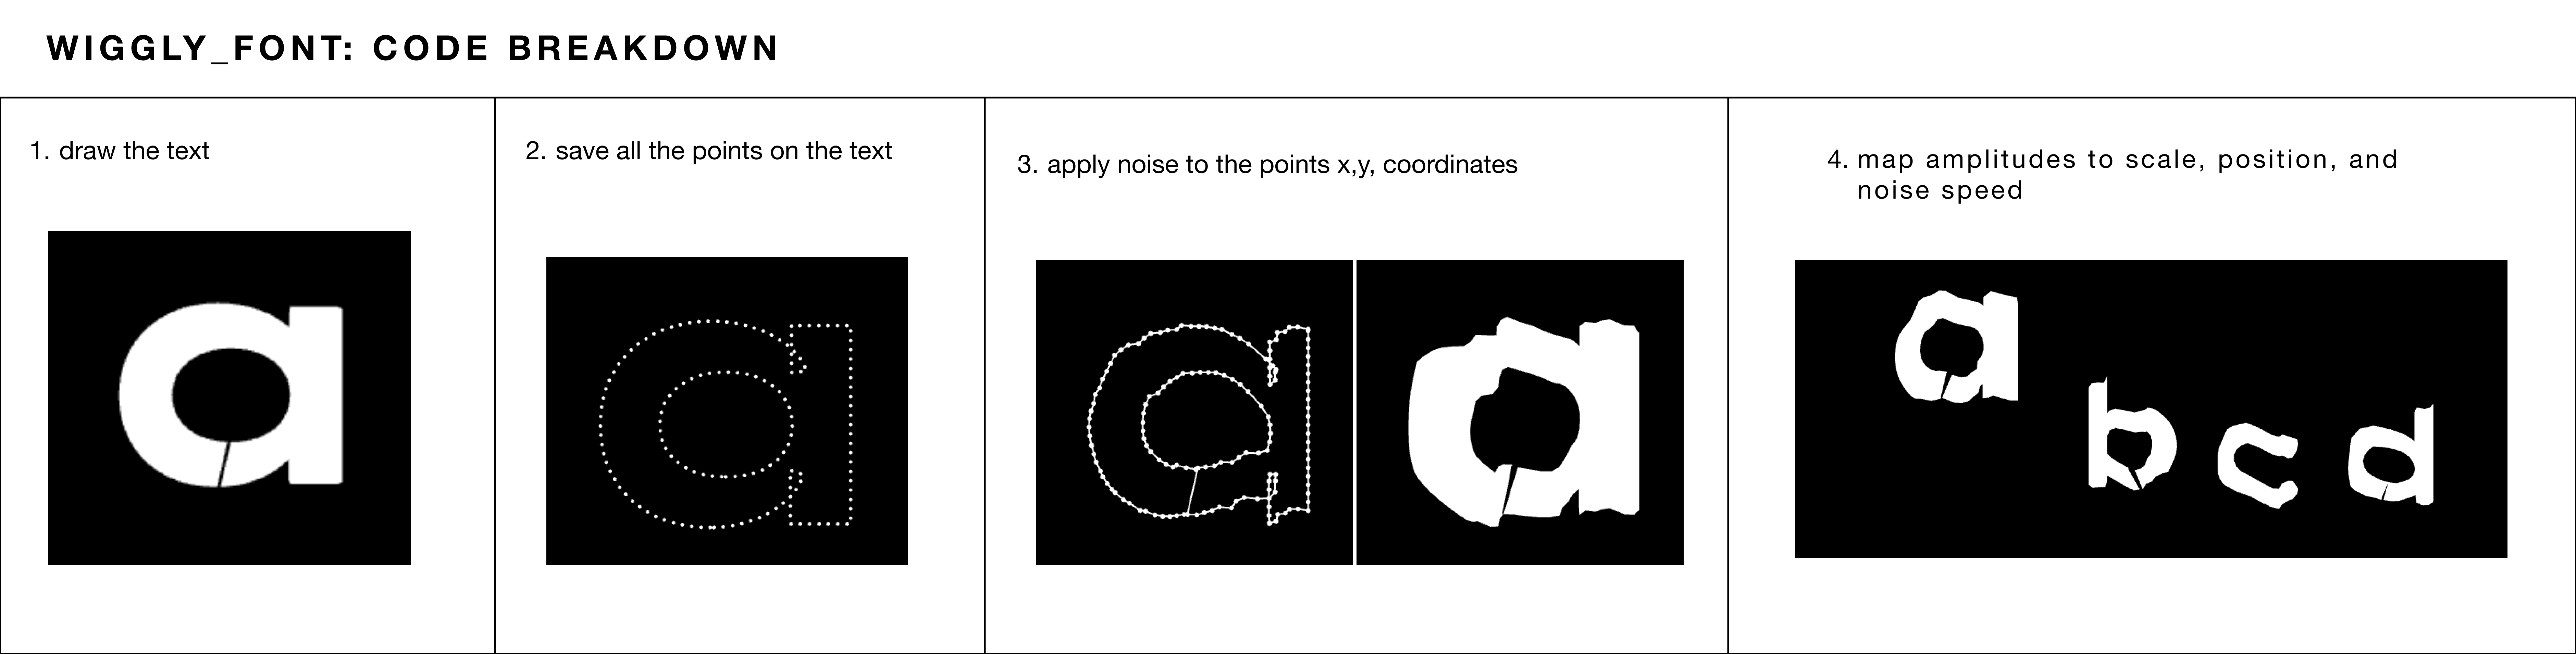 WIGGLY_FONT: CODE BREAKDOWN
1. draw the text
2. save all the points on the text
3. apply noise to the points x,y, coordinates
4. map amplitudes to scale, position, and
noise speed
a
a
a
a
a
b c d